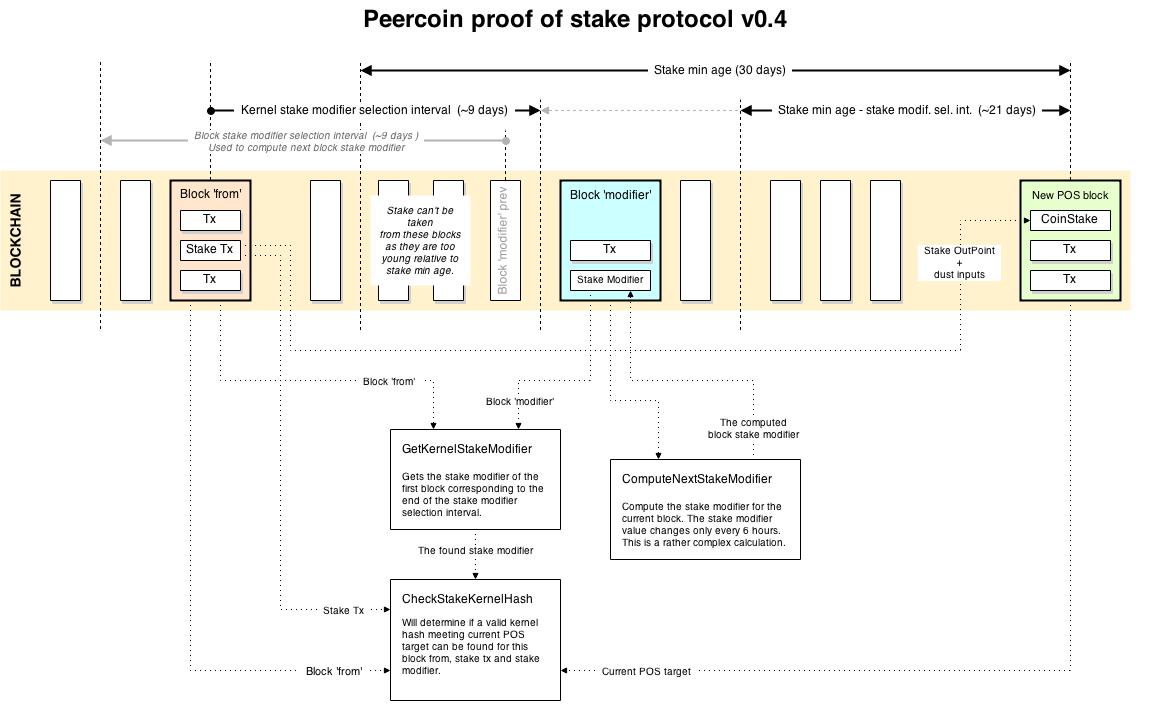 Peercoin proof of stake protocol v0.4
Stake min age (30 days)
Kernel stake modifier selection interval (~9 days)
Stake min age - stake modif. sel. int. (~21 days)
Block stake modifier selection interval (~9 days )
Used to compute next block stake modifier
BLOCKCHAIN
Block 'from'
Tx
Stake Tx
Tx
Stake can't be
taken
from these blocks
as they are too
young relative to
stake min age.
Block 'modifier' prev
Block 'modifier'
Tx
Stake Modifier
Stake OutPoint
+
dust inputs
New POS block
CoinStake
Tx
Tx
Block 'from'
Block 'modifier'
The computed
block stake modifier
GetKernelStakeModifier
Gets the stake modifier of the
first block corresponding to the
end of the stake modifier
selection interval.
ComputeNextStakeModifier
Compute the stake modifier for the
current block. The stake modifier
value changes only every 6 hours.
This is a rather complex calculation.
The found stake modifier
CheckStakeKernelHash
Will determine if a valid kernel
hash meeting current POS
target can be found for this
block from, stake tx and stake
modifier.
Stake Tx
Block 'from'
Current POS target